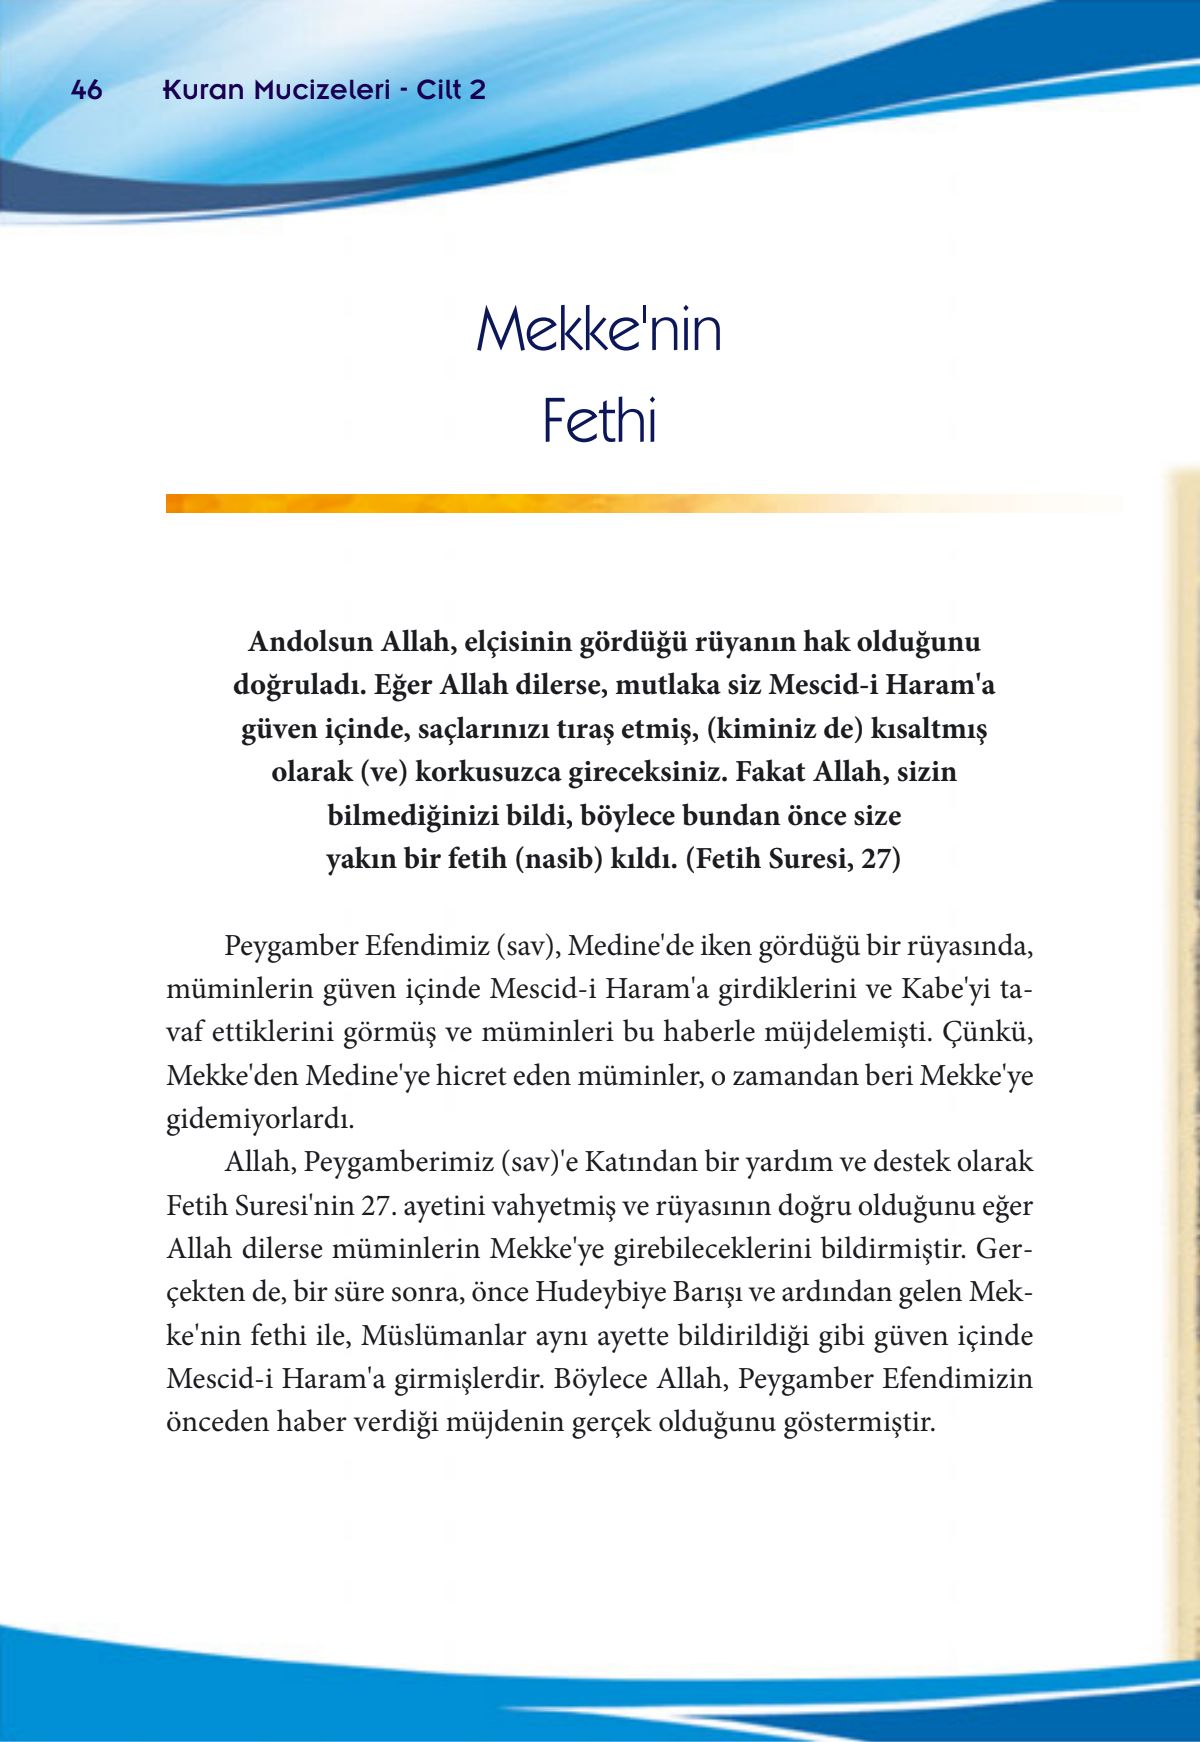 46 Kuran Mucizeleri - Cilt 2
Mekke'nin
Fethi
Andolsun Allah, elçisinin gördüğü rüyanın hak olduğunu
doğruladı. Eğer Allah dilerse, mutlaka siz Mescid-i Haram'a
güven içinde, saçlarınızı tıraş etmiş, (kiminiz de) kısaltmış
olarak (ve) korkusuzca gireceksiniz. Fakat Allah, sizin
bilmediğinizi bildi, böylece bundan önce size
yakın bir fetih (nasib) kıldı. (Fetih Suresi, 27)
Peygamber Efendimiz (sav), Medine'de iken gördüğü bir rüyasında,
müminlerin güven içinde Mescid-i Haram'a girdiklerini ve Kabe'yi ta-
vaf ettiklerini görmüş ve müminleri bu haberle müjdelemişti. Çünkü,
Mekke'den Medine'ye hicret eden müminler, o zamandan beri Mekke'ye
gidemiyorlardı.
Allah, Peygamberimiz (sav)'e Katından bir yardım ve destek olarak
Fetih Suresi'nin 27. ayetini vahyetmiş ve rüyasının doğru olduğunu eğer
Allah dilerse müminlerin Mekke'ye girebileceklerini bildirmiştir. Ger-
çekten de, bir süre sonra, önce Hudeybiye Barışı ve ardından gelen Mek-
ke'nin fethi ile, Müslümanlar aynı ayette bildirildiği gibi güven içinde
Mescid-i Haram'a girmişlerdir. Böylece Allah, Peygamber Efendimizin
önceden haber verdiği müjdenin gerçek olduğunu göstermiştir.